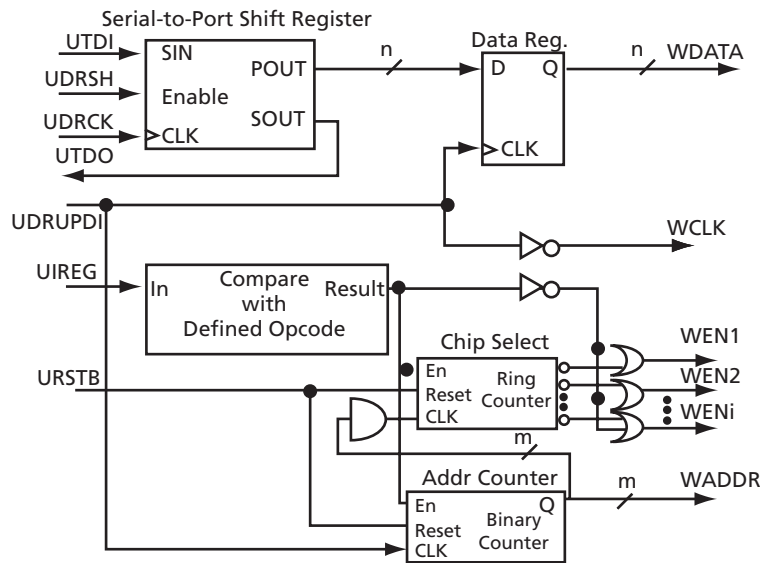 Serial-to-Port Shift Register
UTDI
SIN
n
Data Reg.
n
WDATA
POUT
D
Q
UDRSH
Enable
SOUT
UDRCK
CLK
CLK
UTDO
UDRUPDI
WCLK
UIREG
In
Compare
with
Defined Opcode
Result
Chip Select
WEN1
URSTB
En
Reset
CLK
Ring
Counter
WEN2
WENi
m
Addr Counter
m
WADDR
En
Q
Reset
Binary
Counter
CLK